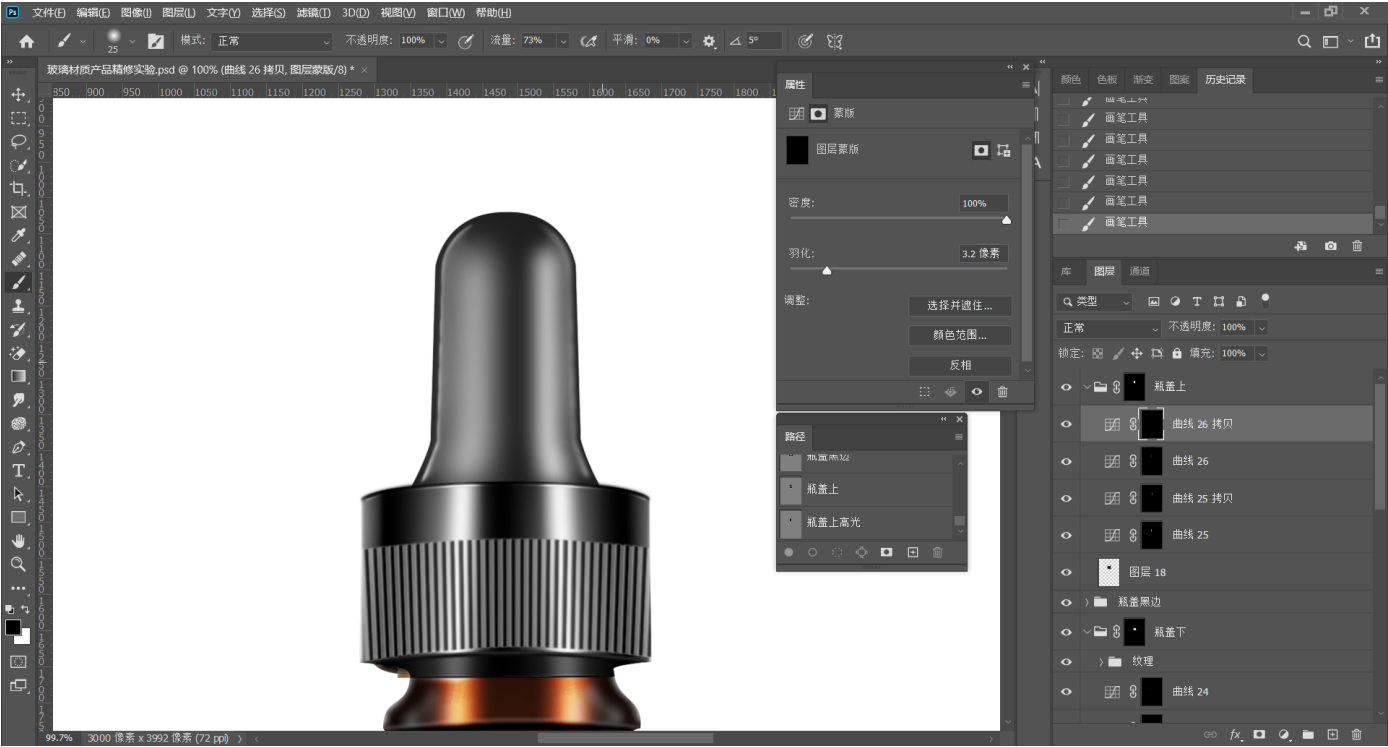 Ps 文件(F) 编辑(E) 图像(I) 图层(L) 文字(Y) 选择(S) 滤镜(T) 3D(D) 视图(V) 窗口(W) 帮助(H)
25 模式: 正常 不透明度: 100% 流量: 73% 平滑: 0% 5°
玻璃材质产品精修实验.psd @ 100% (曲线 26 拷贝, 图层蒙版/8) * ×
850 900 950 1000 1050 1100 1150 1200 1250 1300 1350 1400 1450 1500 1550 1600 1650 1700 1750 1800
属性
蒙版
图层蒙版
密度: 100%
羽化: 3.2 像素
调整: 选择并遮住...
颜色范围...
反相
路径
瓶盖黑边
瓶盖上
瓶盖上高光
颜色 色板 渐变 图案 历史记录
画笔工具
画笔工具
画笔工具
画笔工具
画笔工具
画笔工具
画笔工具
库 图层 通道
类型
正常 不透明度: 100%
锁定: 填充: 100%
瓶盖上
曲线 26 拷贝
曲线 26
曲线 25 拷贝
曲线 25
图层 18
瓶盖黑边
瓶盖下
纹理
曲线 24
99.7% 3000 像素 x 3992 像素 (72 ppi)